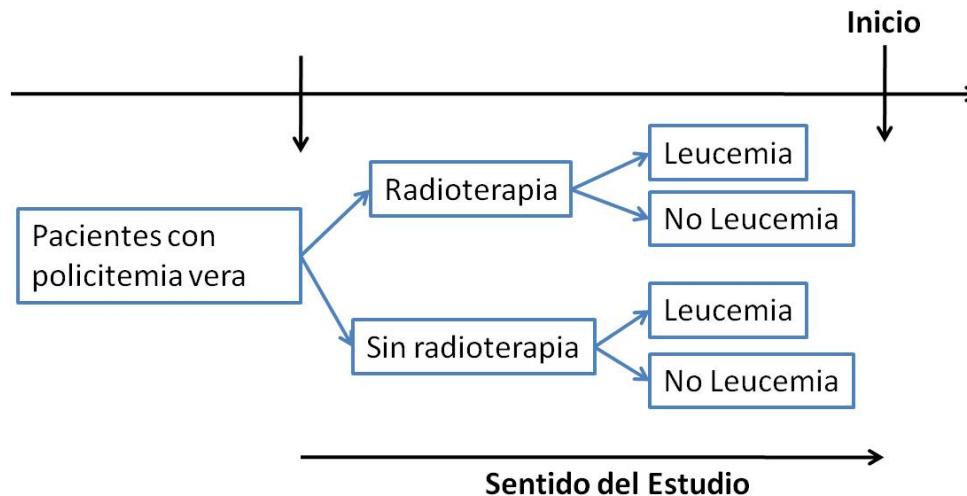 Inicio
Pacientes con
policitemia vera
Radioterapia
Leucemia
No Leucemia
Sin radioterapia
Leucemia
No Leucemia
Sentido del Estudio